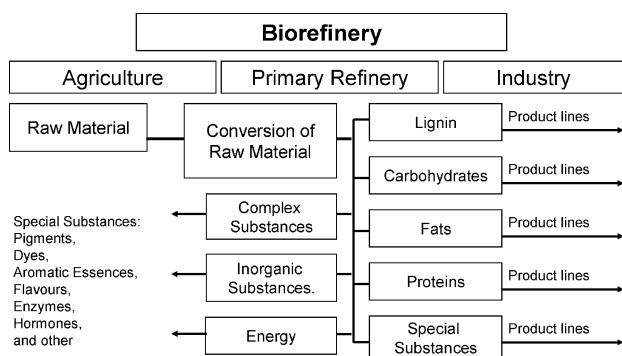 Biorefinery
Agriculture
Primary Refinery
Industry
Raw Material
Conversion of
Raw Material
Lignin
Product lines
Carbohydrates
Product lines
Complex
Substances
Fats
Product lines
Inorganic
Substances.
Proteins
Product lines
Energy
Special
Substances
Product lines
Special Substances:
Pigments,
Dyes,
Aromatic Essences,
Flavours,
Enzymes,
Hormones,
and other